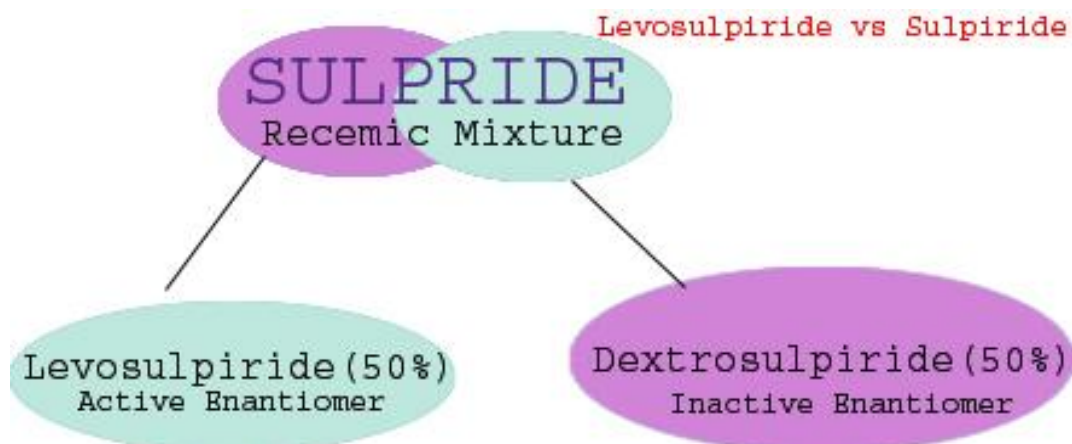 Levosulpiride vs Sulpiride
SULPRIDE
Recemic Mixture
Levosulpiride(50%)
Active Enantiomer
Dextrosulpiride(50%)
Inactive Enantiomer